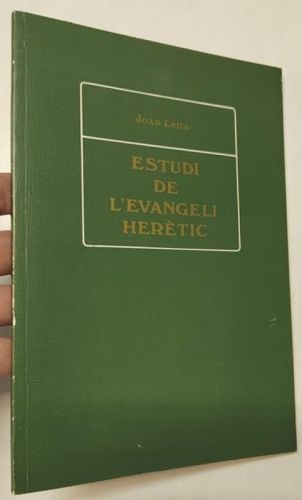 Joan Leita
ESTUDI
DE
L'EVANGELI
HERÈTIC